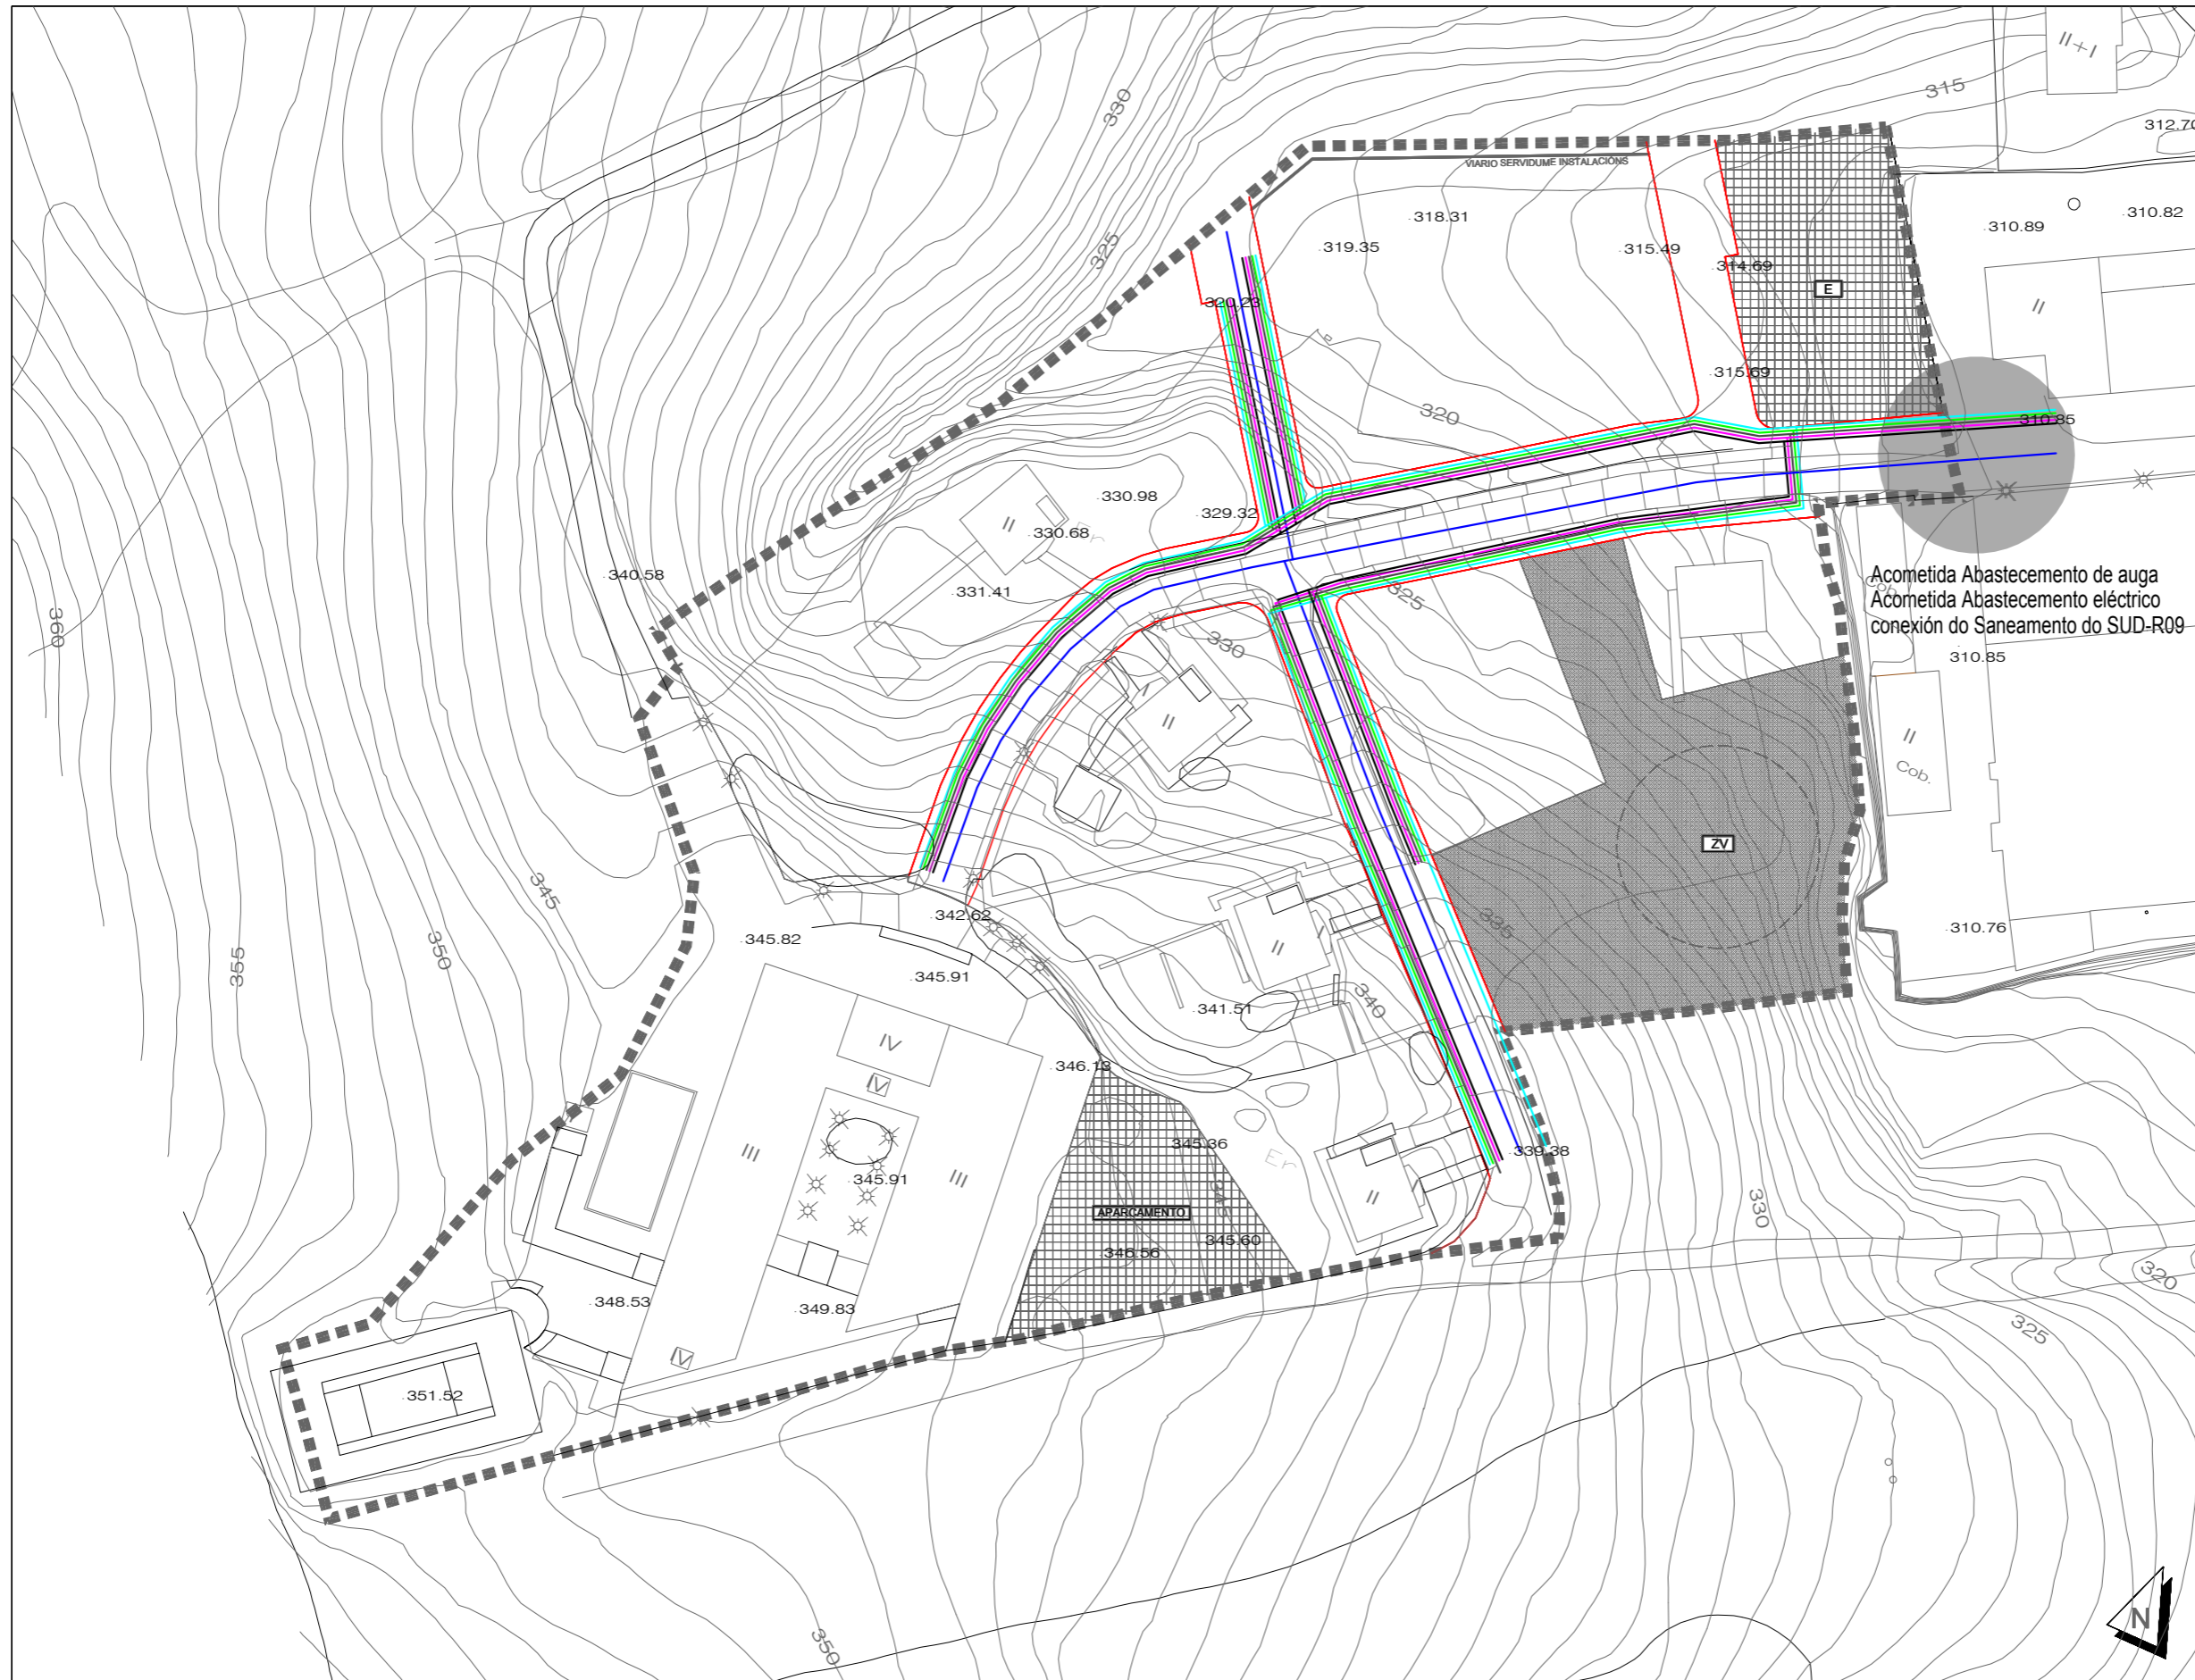 II+I
315
312.70
330
VIARIO SERVIDUME INSTALACIÓNS
318.31
310.82
310.89
319.35
315.49
314.69
325
E
320.23
II
315.69
320
310.85
330.98
329.32
II
330.68
Er
340.58
331.41
325
Acometida Abastecemento de auga
Acometida Abastecemento eléctrico
conexión do Saneamento do SUD-R09
Cob.
360
330
310.85
I
II
II
Cob.
ZV
345
342.62
335
310.76
345.82
350
II
I
355
345.91
340
341.51
IV
346.13
IV
345.36
339.38
III
III
Er
345.91
II
I
345
330
APARCAMENTO
345.60
346.56
320
348.53
349.83
325
IV
351.52
N
350